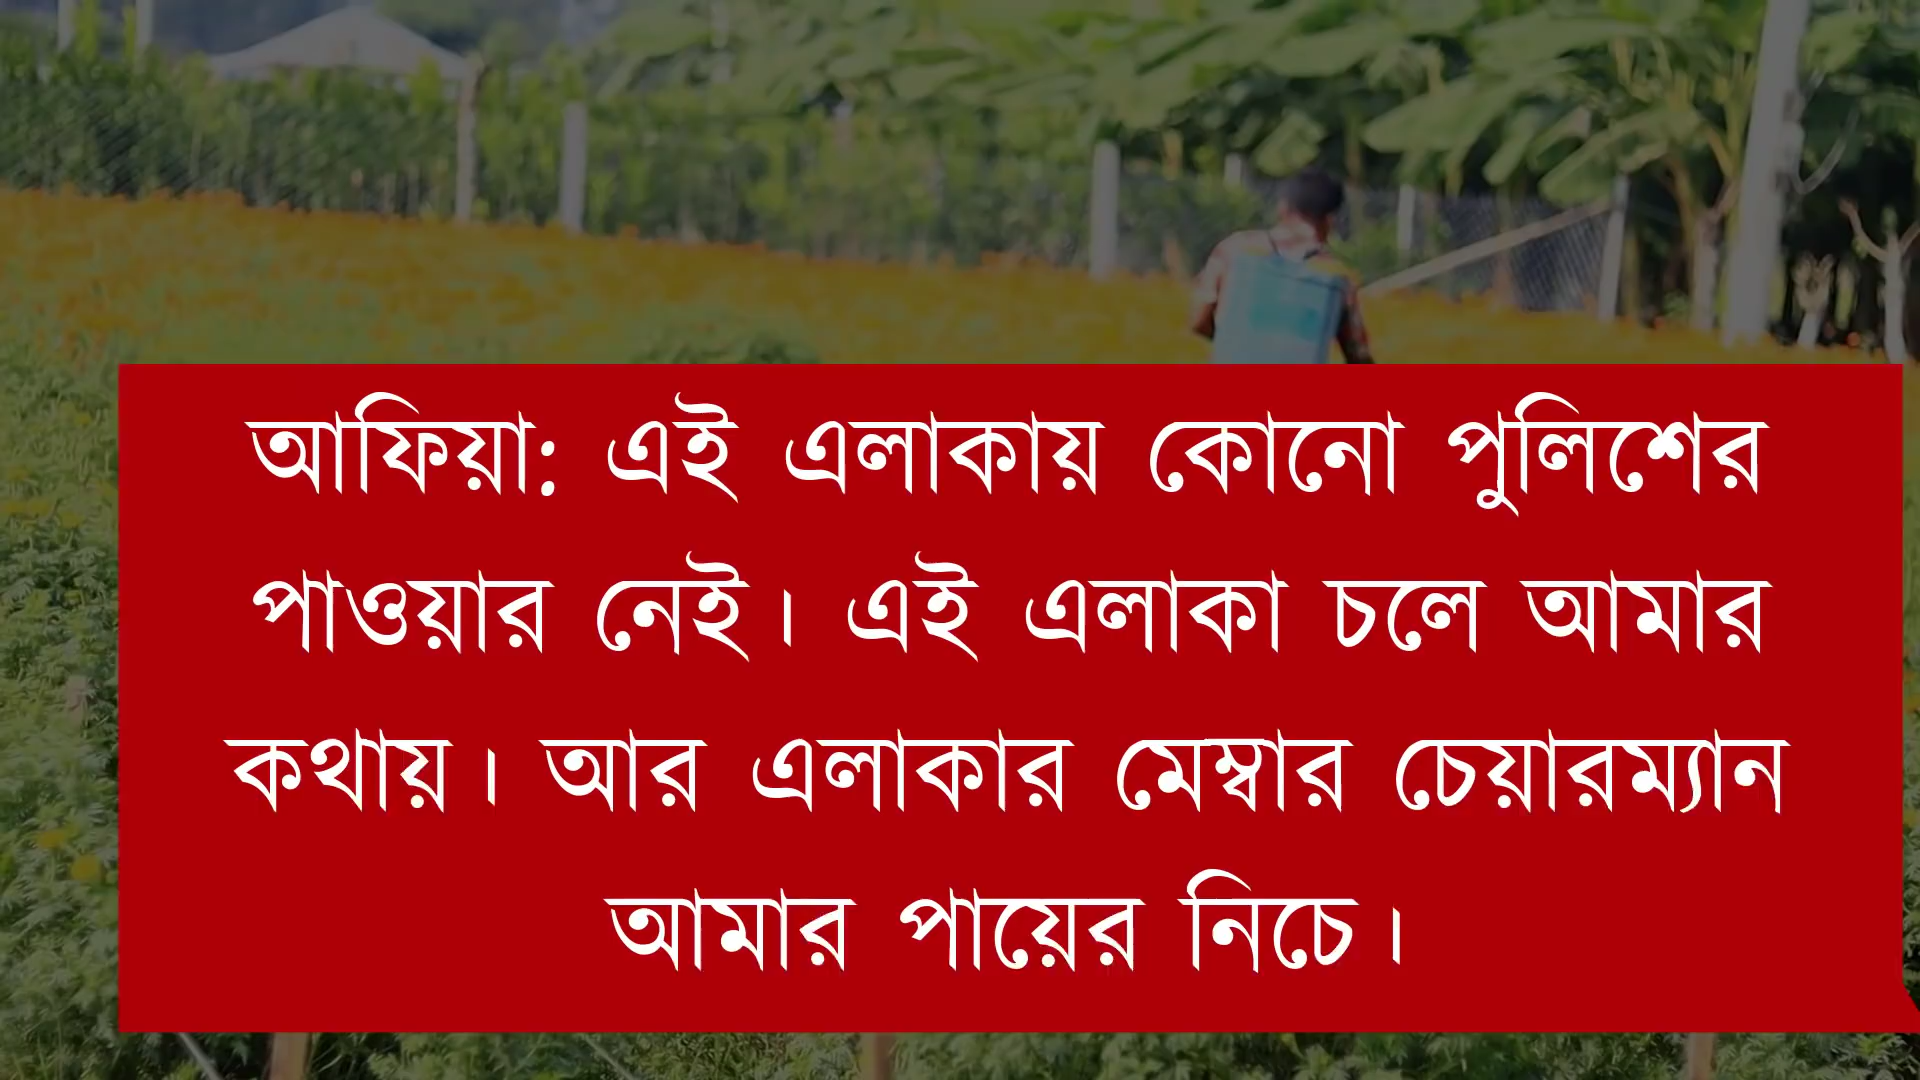 আফিয়া: এই এলাকায় কোনো পুলিশের
পাওয়ার নেই। এই এলাকা চলে আমার
কথায়। আর এলাকার মেম্বার চেয়ারম্যান
আমার পায়ের নিচে।